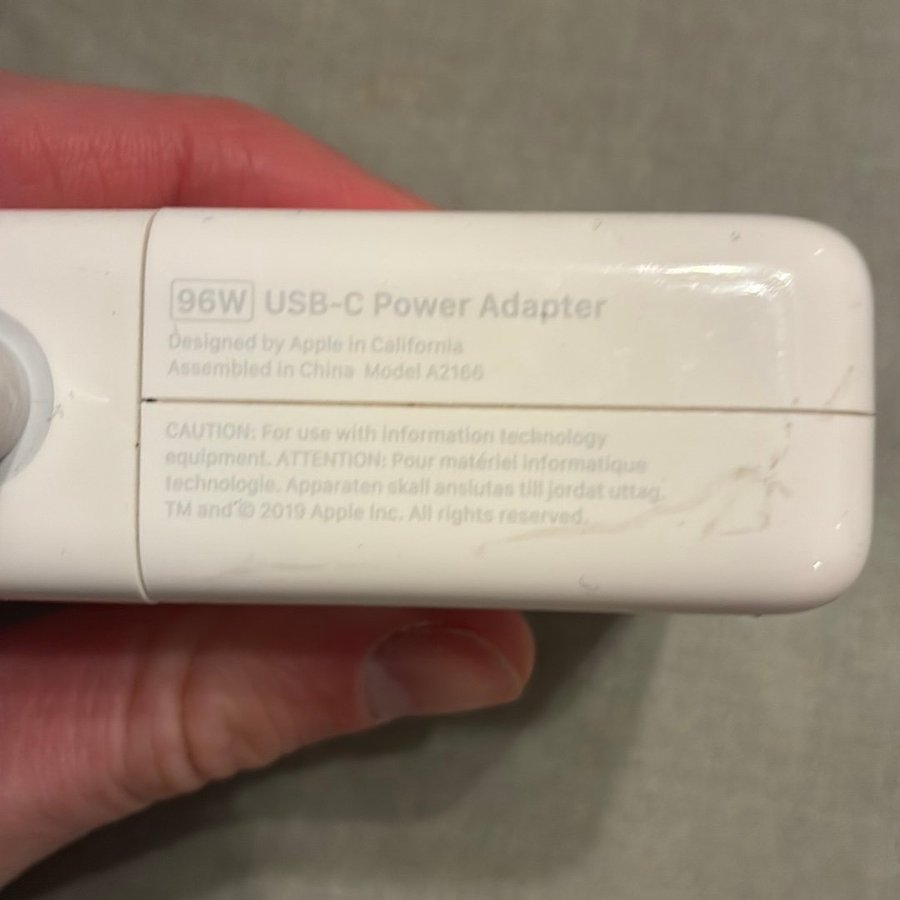 96W USB-C Power Adapter
Designed by Apple in California
Assembled in China Model A2166
CAUTION: For use with information technology
equipment. ATTENTION: Pour matériel informatique
technologie. Apparaten skall anslutas till jordat uttag.
TM and © 2019 Apple Inc. All rights reserved.